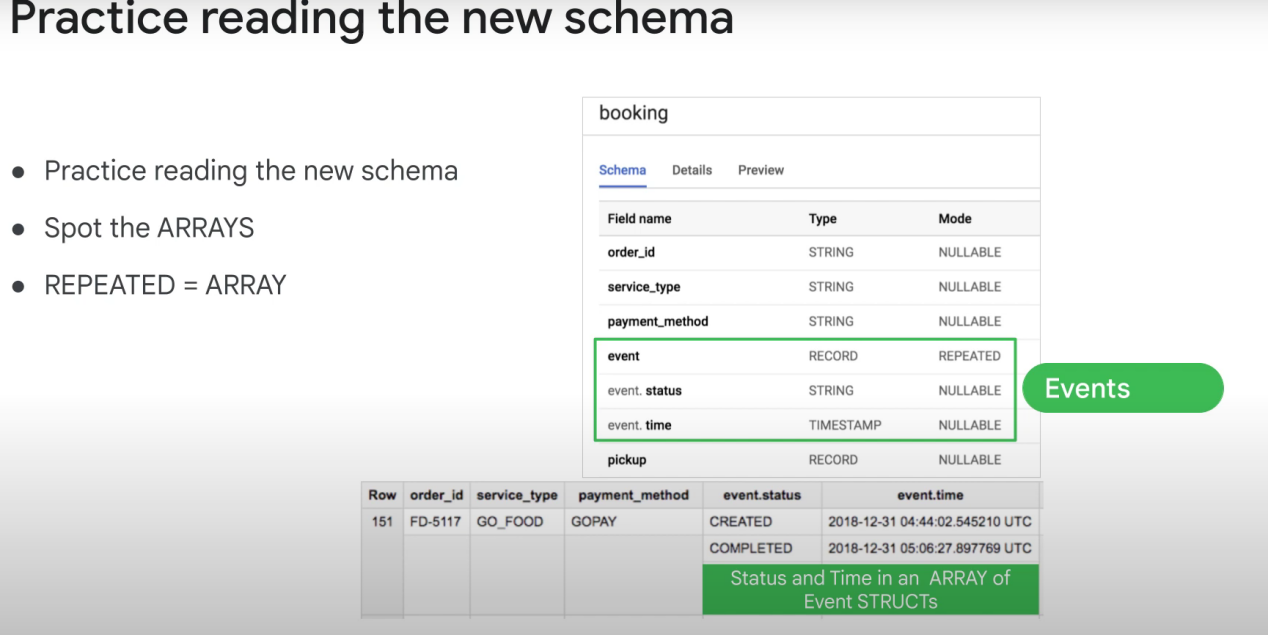 Practice reading the new schema
● Practice reading the new schema
● Spot the ARRAYS
● REPEATED = ARRAY
booking
Schema Details Preview
Field name Type Mode
order_id STRING NULLABLE
service_type STRING NULLABLE
payment_method STRING NULLABLE
event RECORD REPEATED
event. status STRING NULLABLE
event. time TIMESTAMP NULLABLE
pickup RECORD NULLABLE
Events
Row order_id service_type payment_method event.status event.time
151 FD-5117 GO_FOOD GOPAY CREATED 2018-12-31 04:44:02.545210 UTC
COMPLETED 2018-12-31 05:06:27.897769 UTC
Status and Time in an ARRAY of
Event STRUCTs